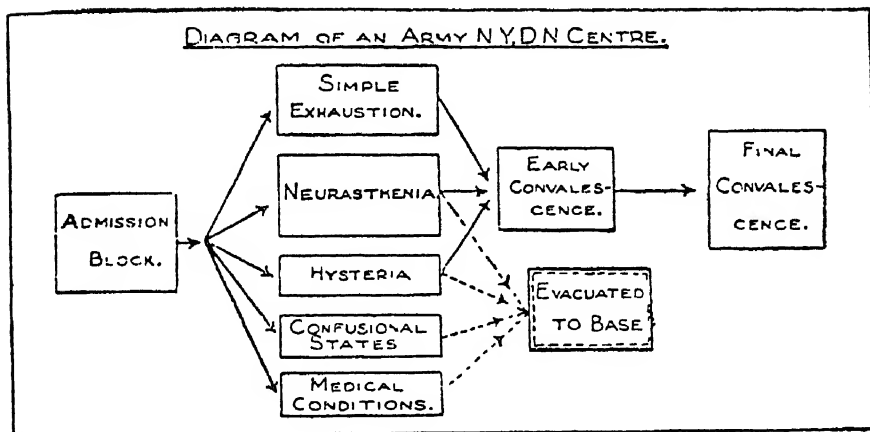 DIAGRAM OF AN ARMY N Y,DN CENTRE.
SIMPLE
EXHAUSTION.
NEURASTHENIA.
EARLY
CONVALES-
CENCE.
FINAL
CONVALES-
CENCE.
ADMISSION
BLOCK.
HYSTERIA
EVACUATED
TO BASE
CONFUSIONAL
STATES
MEDICAL
CONDITIONS.